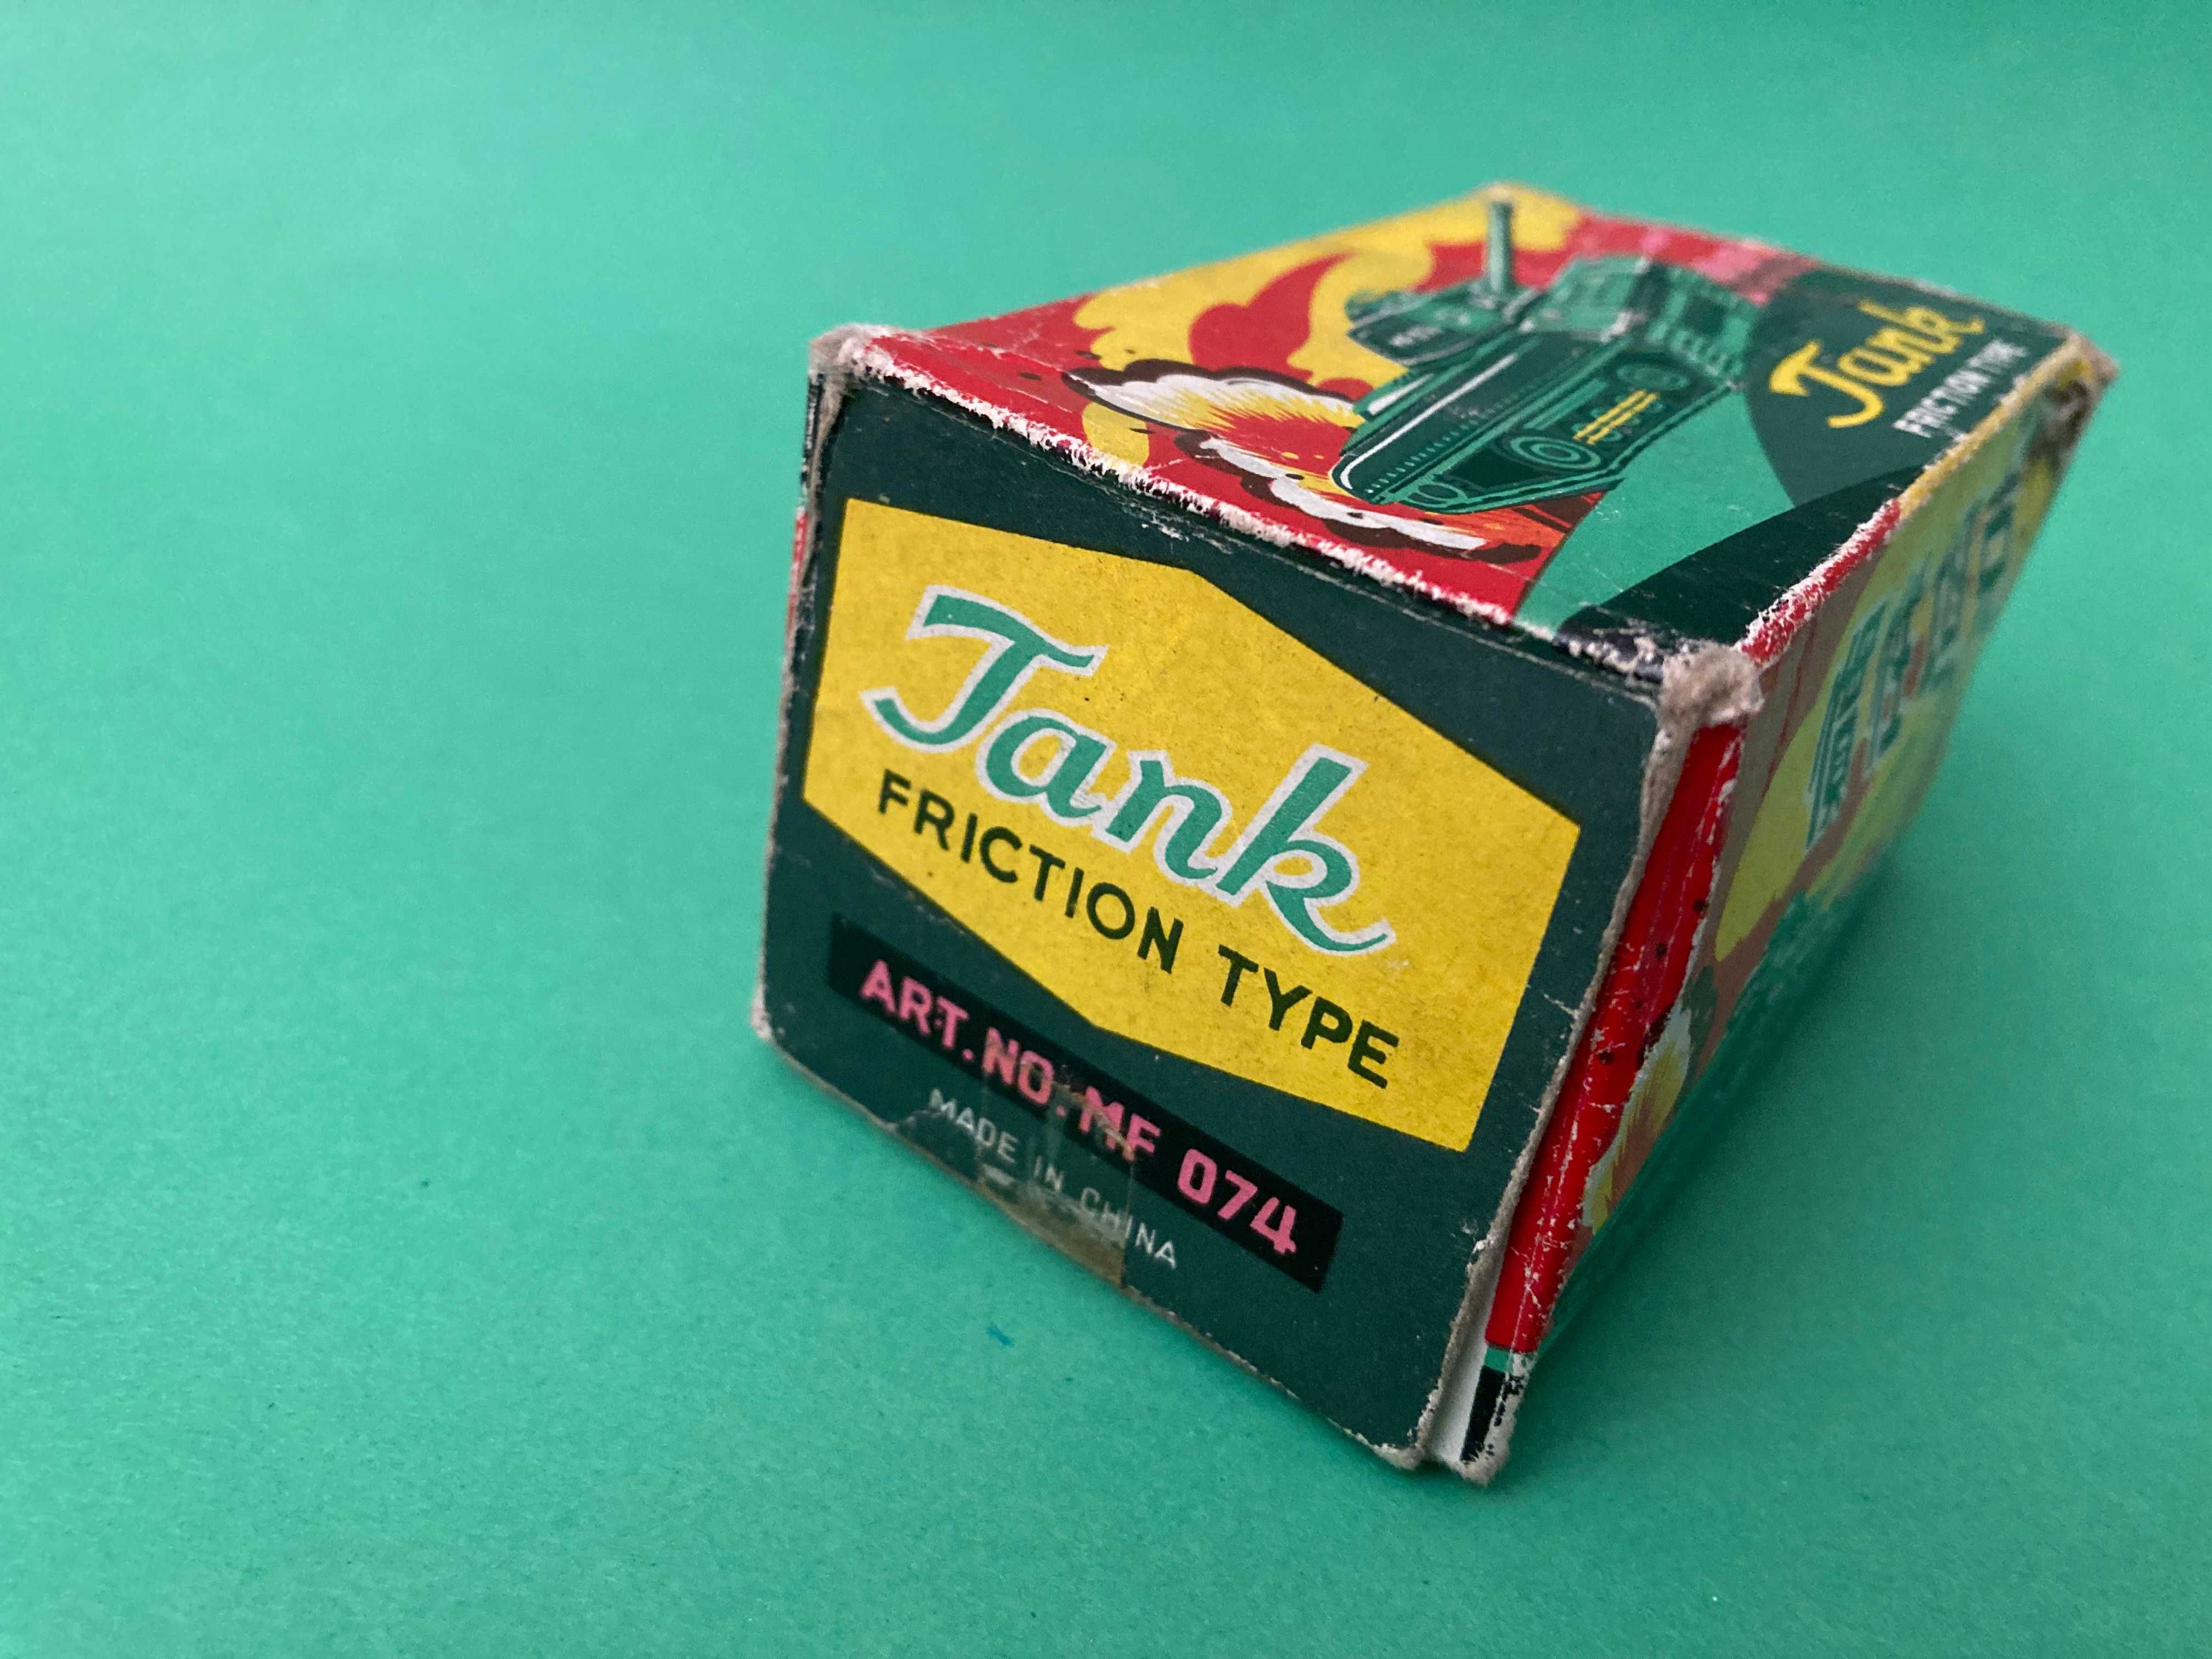 Tank
FRICTION TYPE
Tank
FRICTION TYPE
ART.NO.MF 074
MADE IN CHINA